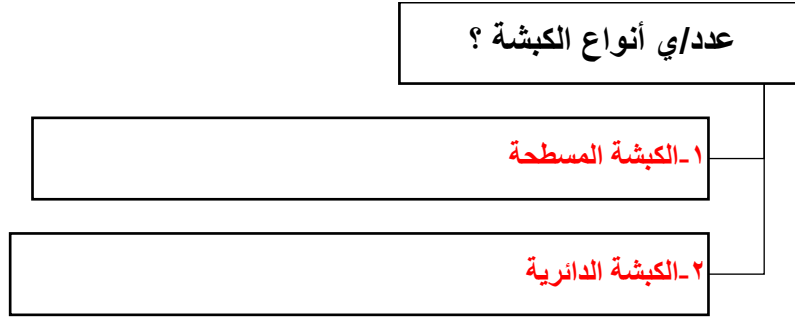 عدد/ي أنواع الكبشة ؟
١-الكبشة المسطحة
٢-الكبشة الدائرية